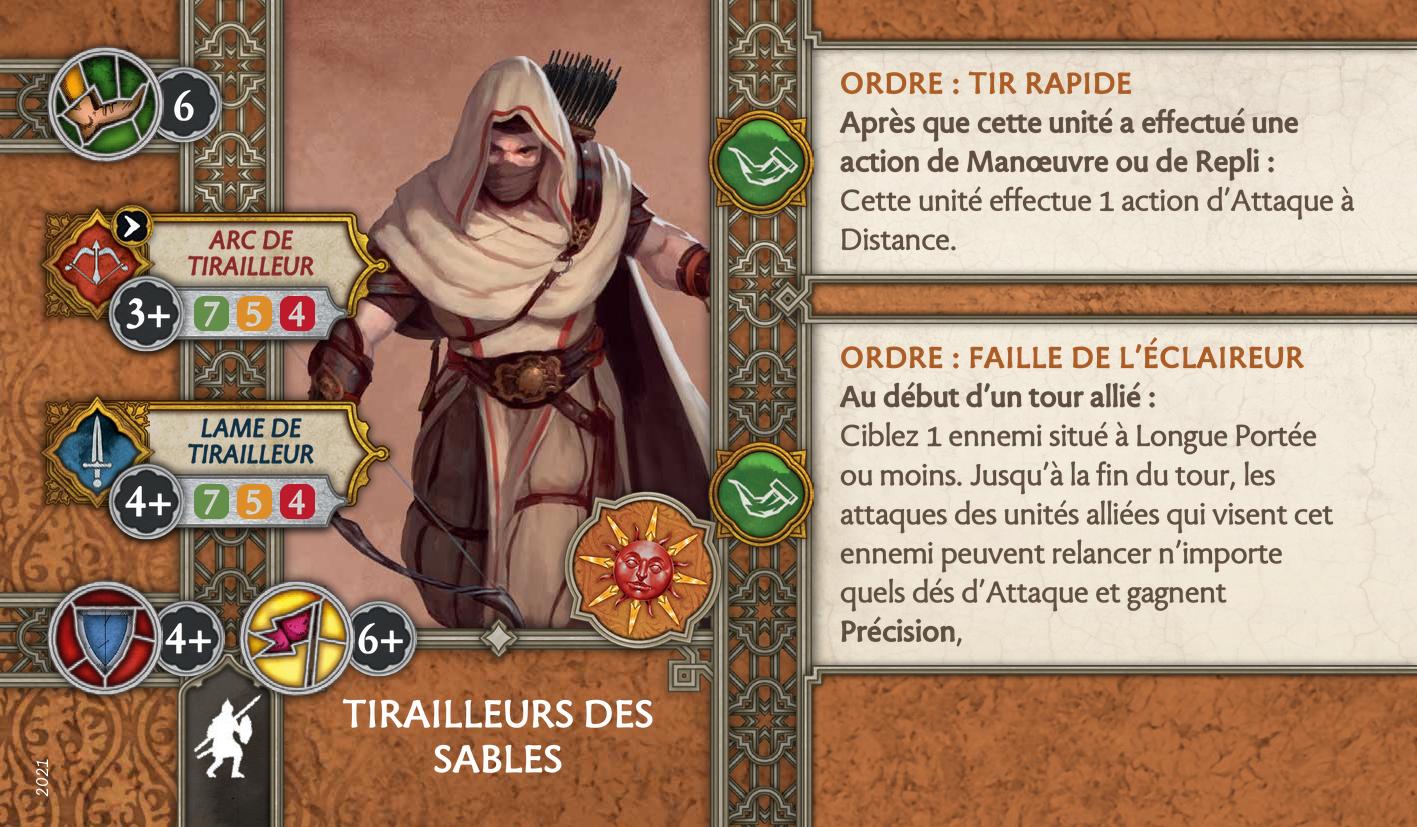 6
ARC DE
TIRAILLEUR
3+ 7 5 4
LAME DE
TIRAILLEUR
4+ 7 5 4
4+ 6+
TIRAILLEURS DES
SABLES
2021
ORDRE : TIR RAPIDE
Après que cette unité a effectué une
action de Manœuvre ou de Repli :
Cette unité effectue 1 action d’Attaque à
Distance.
ORDRE : FAILLE DE L’ÉCLAIREUR
Au début d’un tour allié :
Ciblez 1 ennemi situé à Longue Portée
ou moins. Jusqu’à la fin du tour, les
attaques des unités alliées qui visent cet
ennemi peuvent relancer n’importe
quels dés d’Attaque et gagnent
Précision,